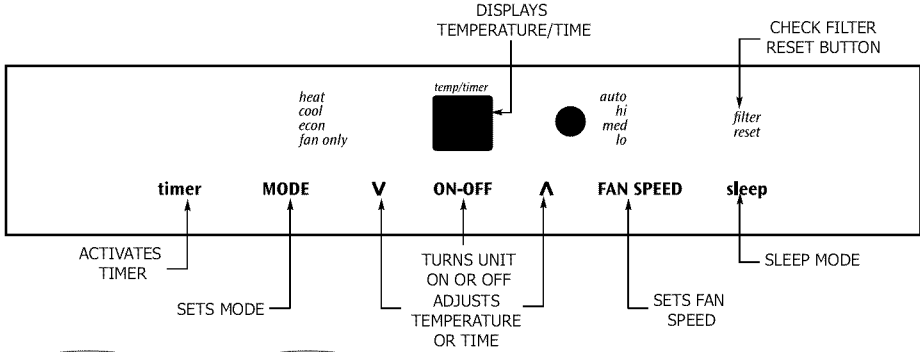 DISPLAYS
TEMPERATURE/TIME
CHECK FILTER
RESET BUTTON
heat
cool
econ
fan only
temp/timer
auto
hi
med
lo
filter
reset
timer
MODE
V
ON-OFF
Λ
FAN SPEED
sleep
ACTIVATES
TIMER
SETS MODE
TURNS UNIT
ON OR OFF
ADJUSTS
TEMPERATURE
OR TIME
SETS FAN
SPEED
SLEEP MODE